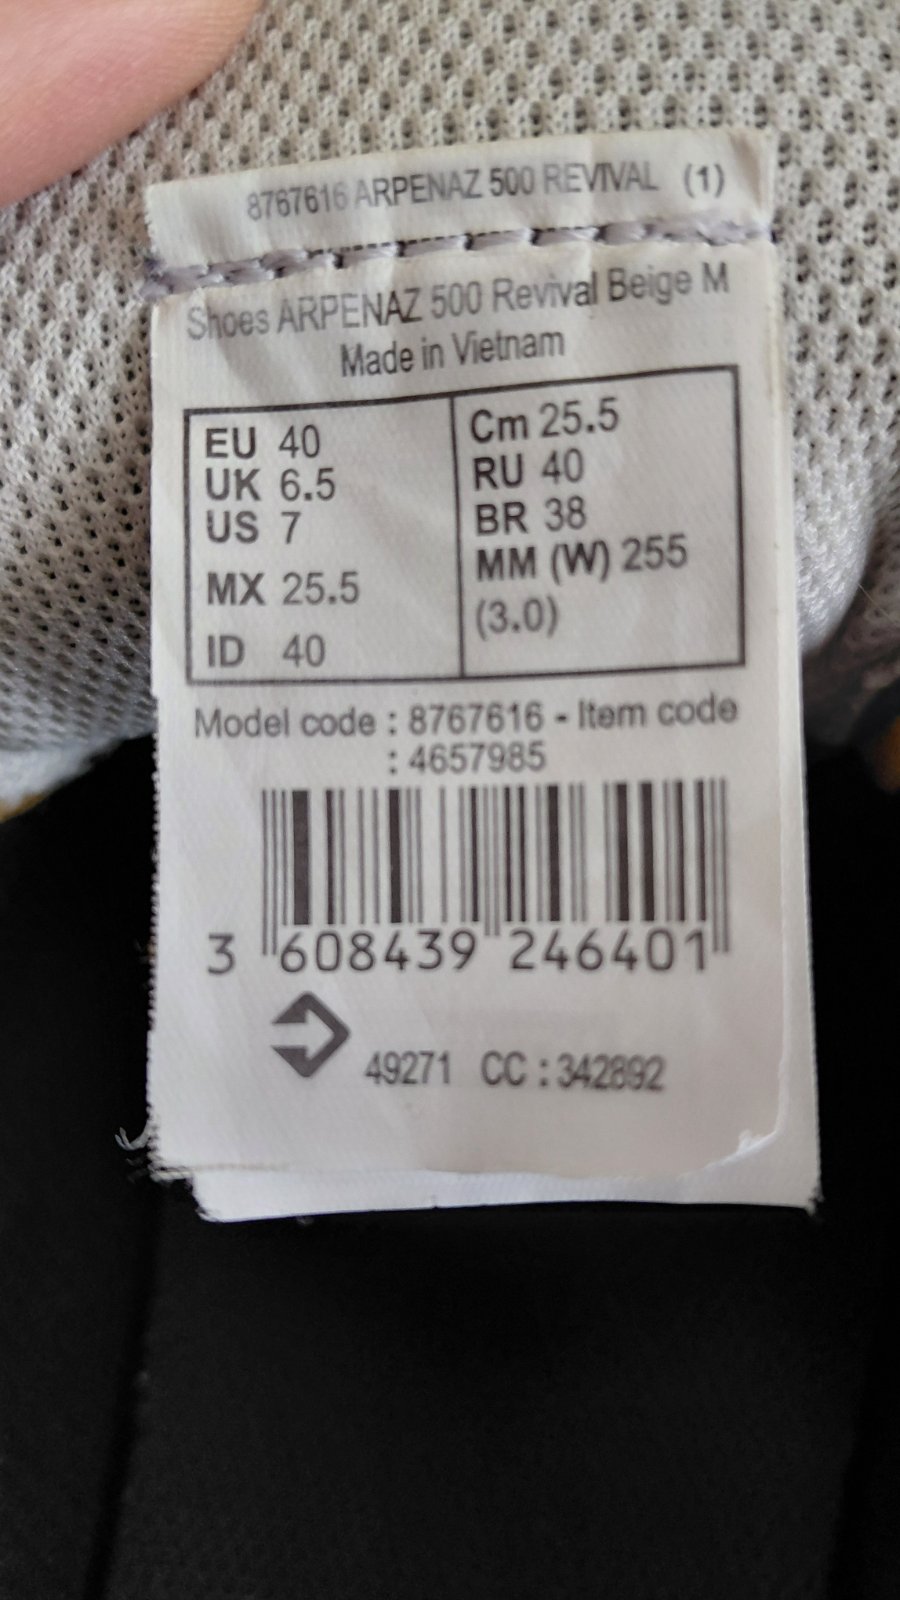 8767616 ARPENAZ 500 REVIVAL (1)
Shoes ARPENAZ 500 Revival Beige M
Made in Vietnam
EU 40
UK 6.5
US 7
MX 25.5
ID 40
Cm 25.5
RU 40
BR 38
MM (W) 255
(3.0)
Model code : 8767616 - Item code
: 4657985
3 608439 246401
49271 CC : 342892